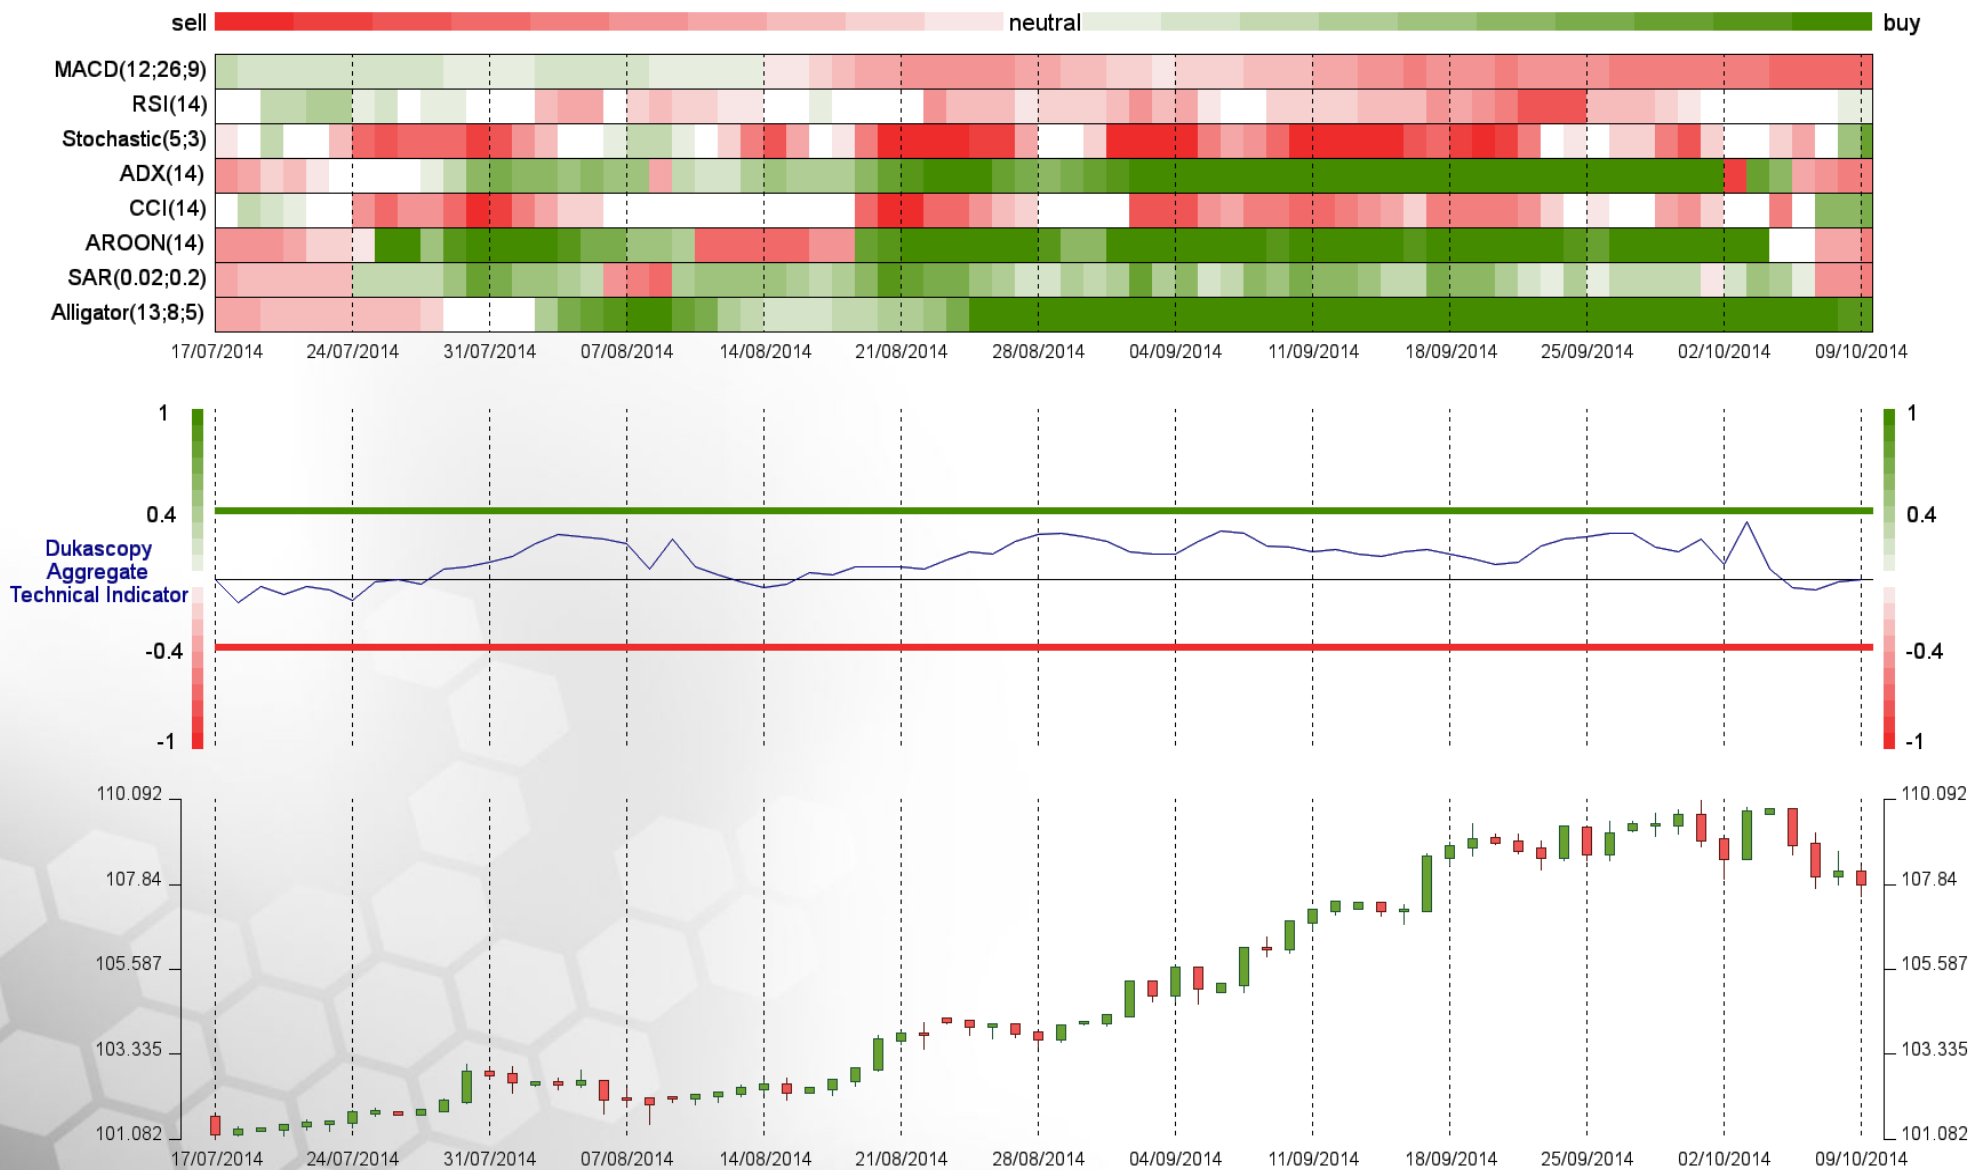 sell neutral buy
MACD(12;26;9)
RSI(14)
Stochastic(5;3)
ADX(14)
CCI(14)
AROON(14)
SAR(0.02;0.2)
Alligator(13;8;5)
17/07/2014 24/07/2014 31/07/2014 07/08/2014 14/08/2014 21/08/2014 28/08/2014 04/09/2014 11/09/2014 18/09/2014 25/09/2014 02/10/2014 09/10/2014
1 1
0.4 0.4
Dukascopy
Aggregate
Technical Indicator
-0.4 -0.4
-1 -1
110.092 110.092
107.84 107.84
105.587 105.587
103.335 103.335
101.082 101.082
17/07/2014 24/07/2014 31/07/2014 07/08/2014 14/08/2014 21/08/2014 28/08/2014 04/09/2014 11/09/2014 18/09/2014 25/09/2014 02/10/2014 09/10/2014